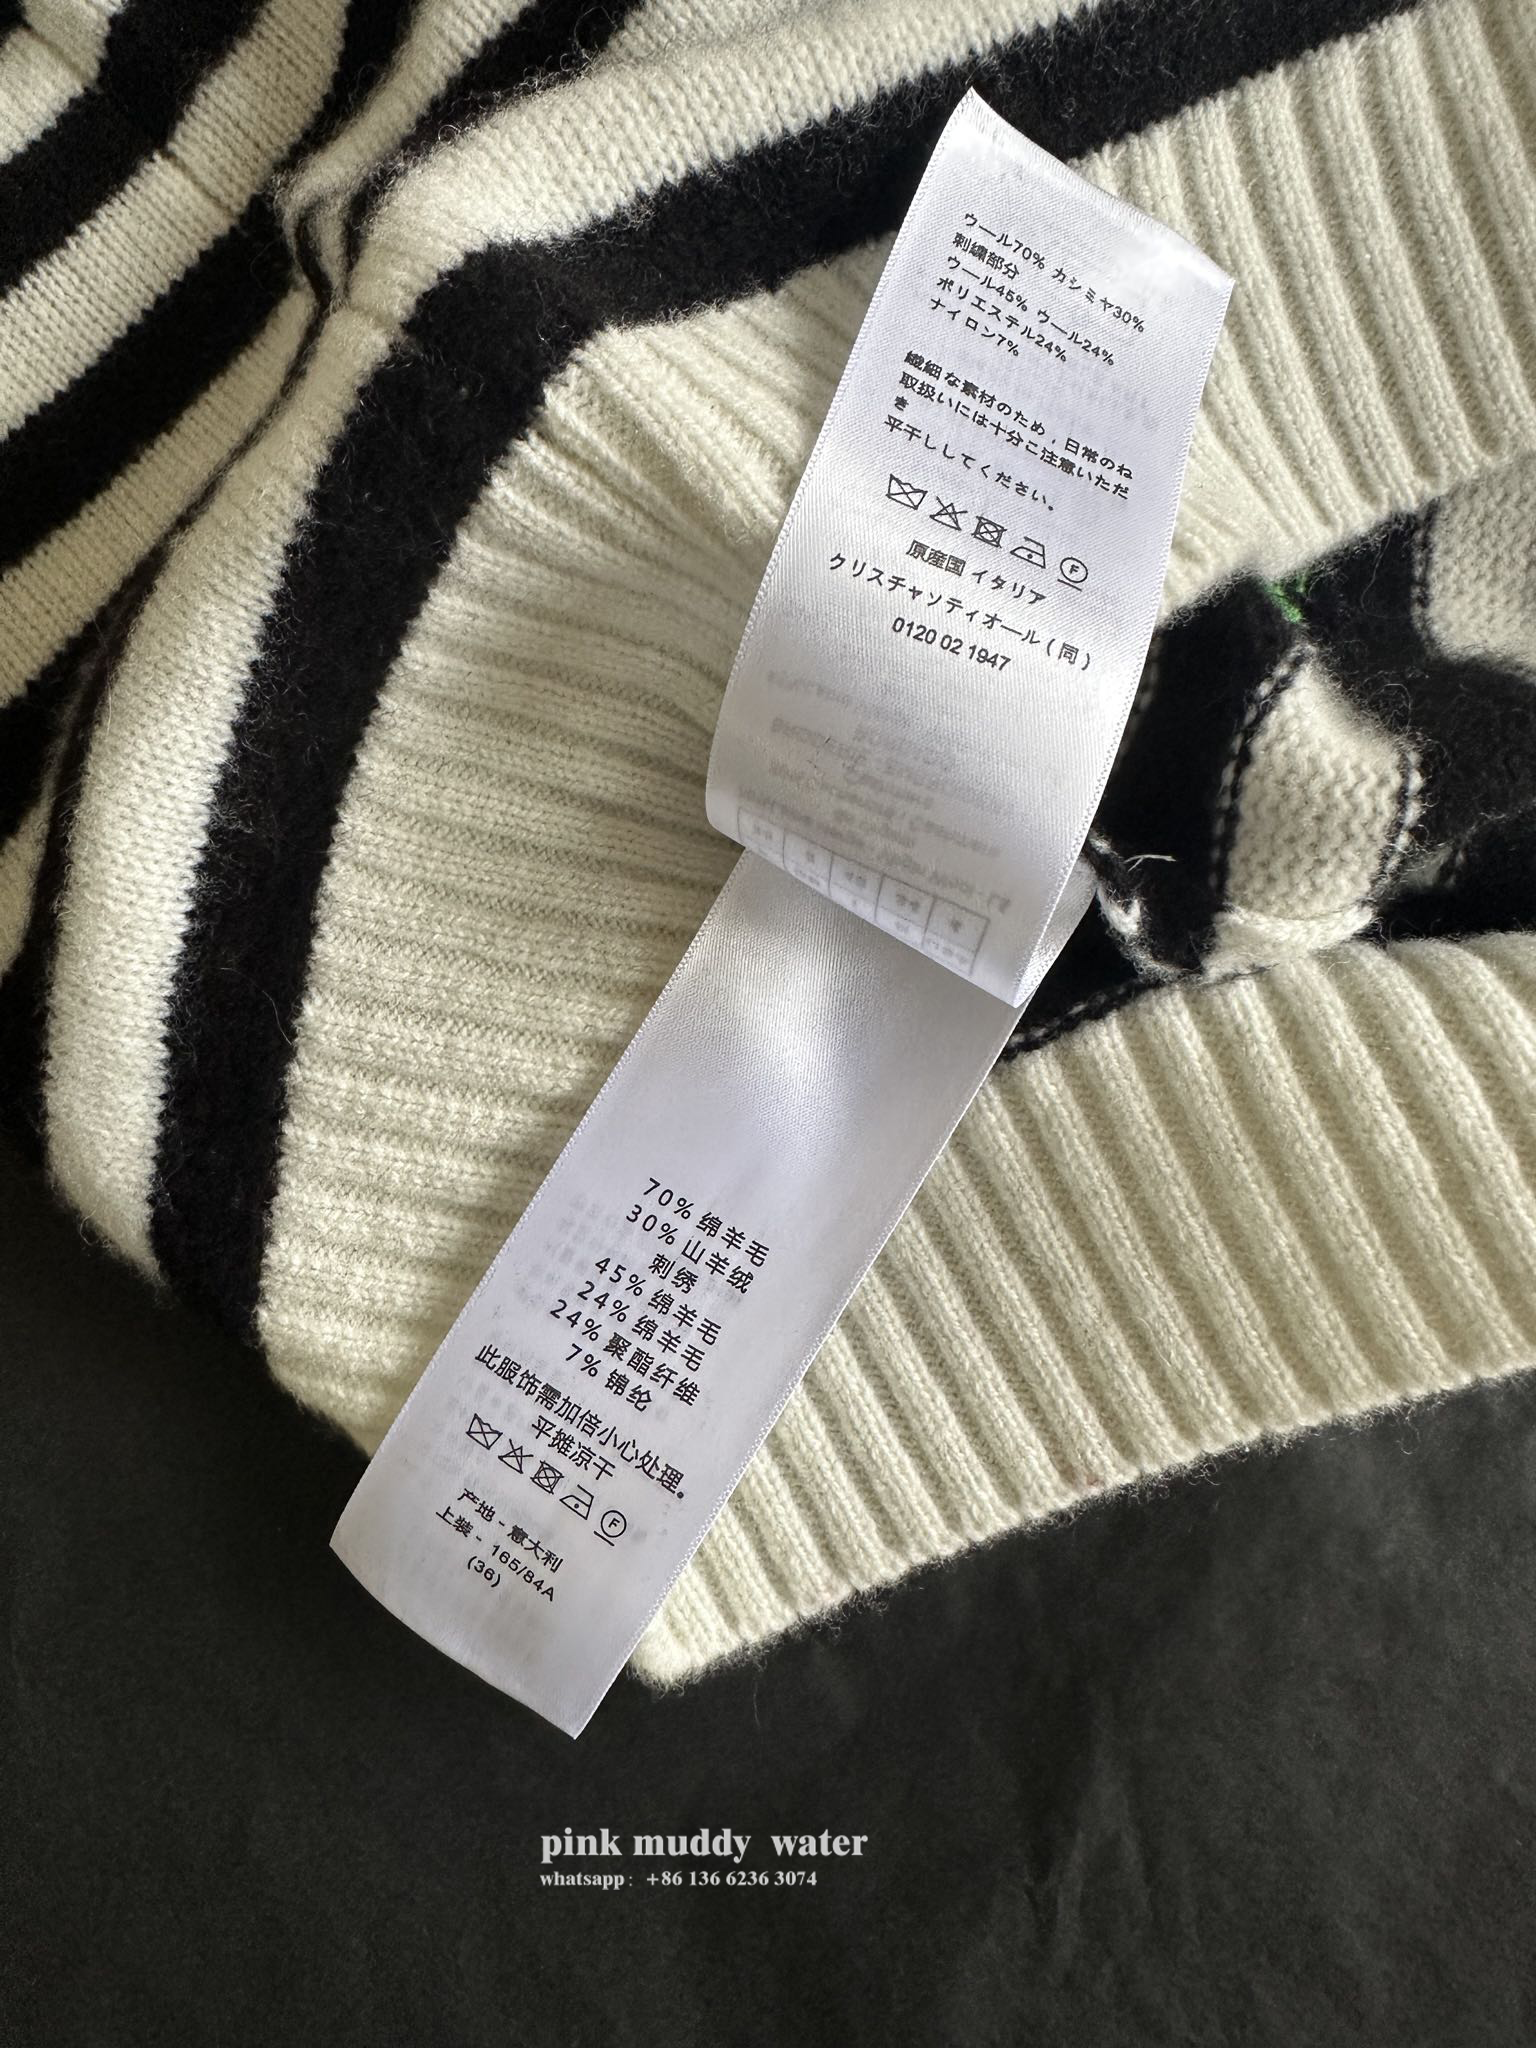 ウール70% カシミヤ30%
刺繍部分
ウール45% ウール24%
ポリエステル24%
ナイロン7%
繊細な素材のため，日常のね
取扱いには十分こ注意いただ
き
平干ししてください。
F
原産国 イタリア
クリスチャソティオール(同)
0120 02 1947
70% 绵羊毛
30% 山羊绒
刺绣
45% 绵羊毛
24% 绵羊毛
24% 聚酯纤维
7% 锦纶
此服饰需加倍小心处理。
平摊凉干
F
产地 - 意大利
上装 - 165/84A
(36)
pink muddy water
whatsapp: +86 136 6236 3074